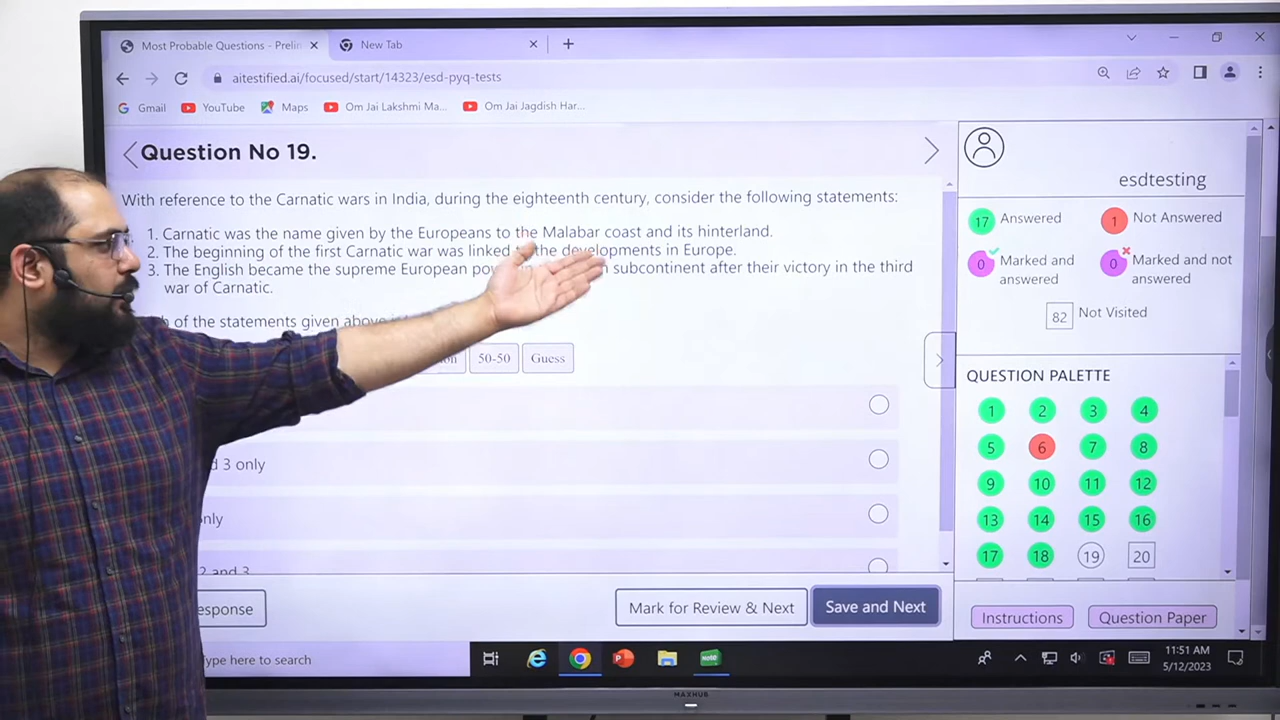 Most Probable Questions - Prelin
New Tab
aitestified.ai/focused/start/14323/esd-pyq-tests
Gmail YouTube Maps Om Jai Lakshmi Ma... Om Jai Jagdish Har...
Question No 19.
With reference to the Carnatic wars in India, during the eighteenth century, consider the following statements:
1. Carnatic was the name given by the Europeans to the Malabar coast and its hinterland.
2. The beginning of the first Carnatic war was linked the developments in Europe.
3. The English became the supreme European subcontinent after their victory in the third
war of Carnatic.
of the statements given above
50-50 Guess
3 only
2 and 3
Mark for Review & Next
Save and Next
esdtesting
17 Answered
1 Not Answered
0 Marked and
answered
0 Marked and not
answered
82 Not Visited
QUESTION PALETTE
1 2 3 4
5 6 7 8
9 10 11 12
13 14 15 16
17 18 19 20
Instructions Question Paper
here to search
11:51 AM
5/12/2023
MAXHUB